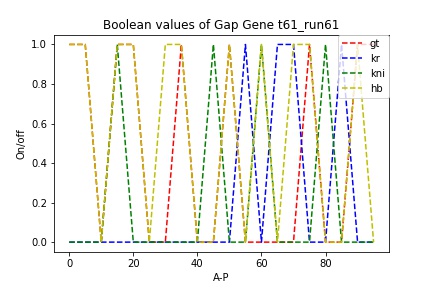 Boolean values of Gap Gene t61_run61
gt
kr
kni
hb
1.0
0.8
0.6
0.4
0.2
0.0
On/off
0 20 40 60 80
A-P